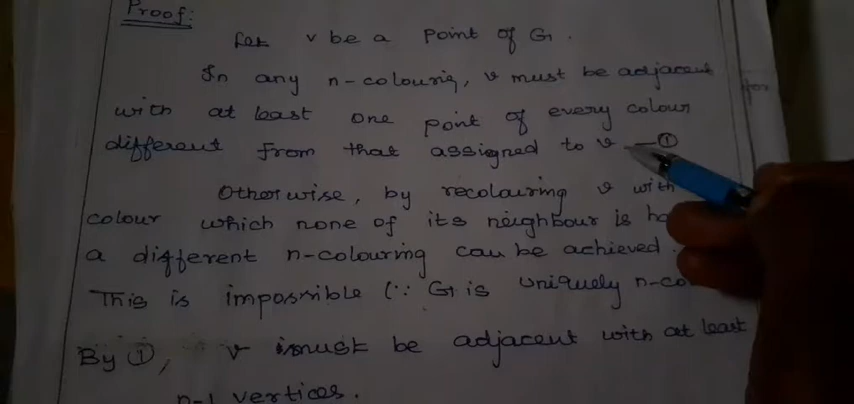 Proof:
Let v be a point of G.
In any n-colouring, v must be adjacent
with at least one point of every colour
different from that assigned to v —①
Otherwise, by recolouring v with
colour which none of its neighbour is
a different n-colouring can be achieved.
This is impossible (∵ G is uniquely
By ①, v must be adjacent with at least
n-1 vertices.